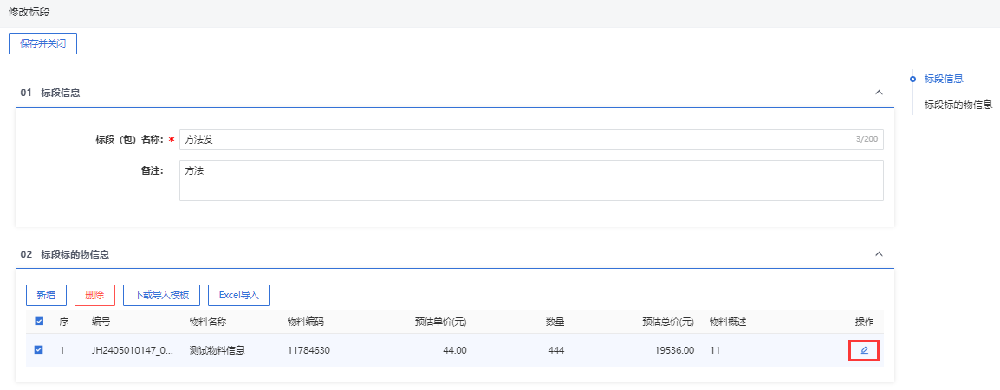 修改标段
保存并关闭
标段信息
标段标的物信息
01 标段信息
标段（包）名称： * 方法发 3/200
备注： 方法
02 标段标的物信息
新增 删除 下载导入模板 Excel导入
序 编号 物料名称 物料编码 预估单价(元) 数量 预估总价(元) 物料概述 操作
1 JH2405010147_0... 测试物料信息 11784630 44.00 444 19536.00 11